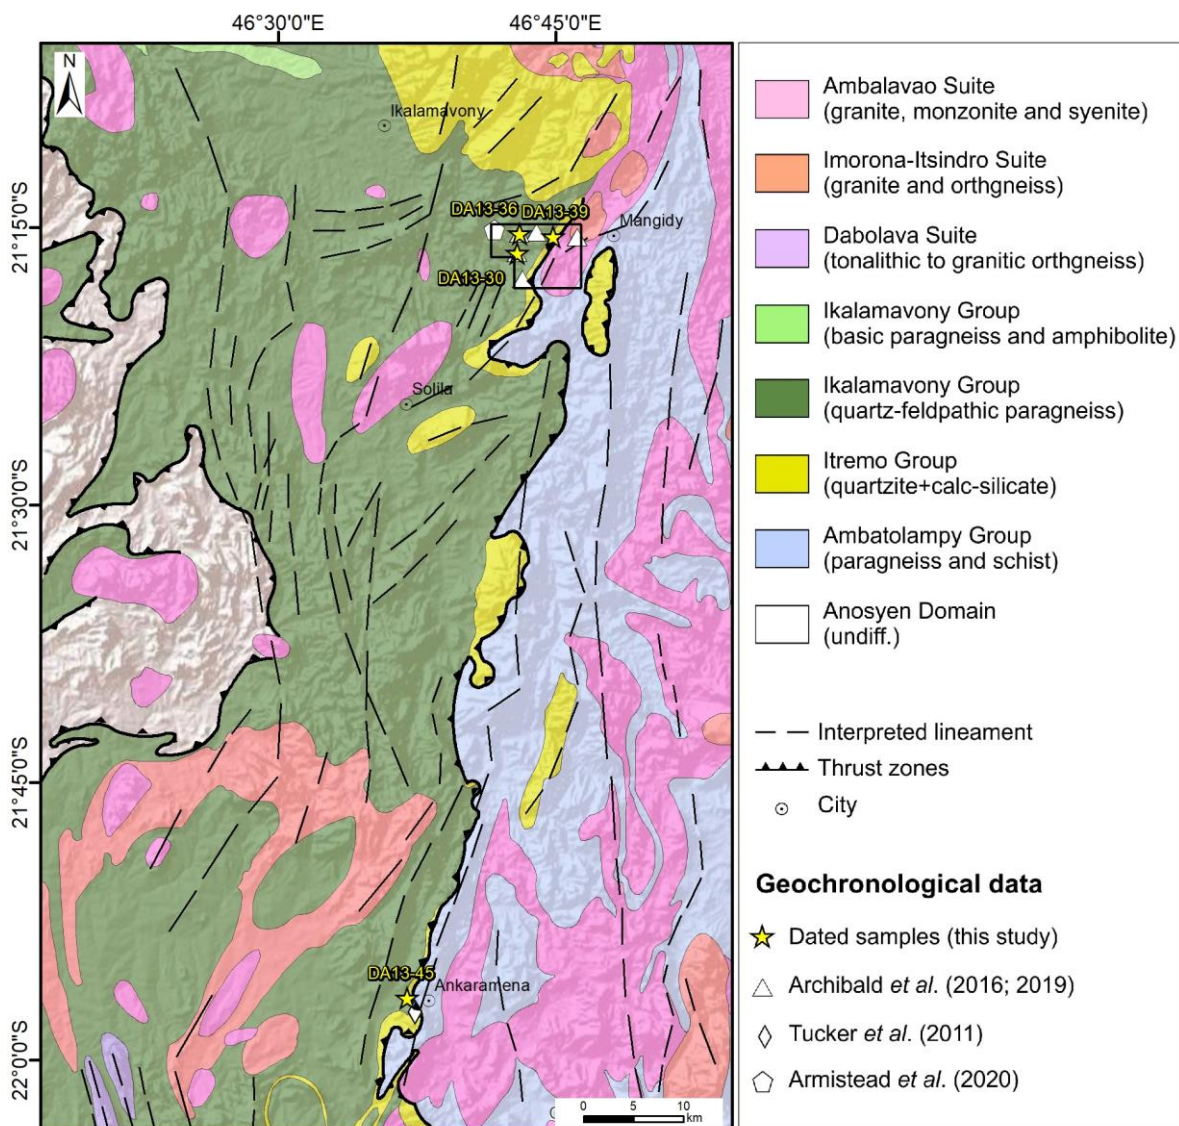 46°30'0"E
46°45'0"E
N
Ikalamavony
DA13-36
DA13-39
Mangidy
21°15'0"S
DA13-30
Solila
21°30'0"S
21°45'0"S
DA13-45
Ankaramena
22°0'0"S
0 5 10
km
Ambalavao Suite
(granite, monzonite and syenite)
Imorona-Itsindro Suite
(granite and orthgneiss)
Dabolava Suite
(tonalithic to granitic orthgneiss)
Ikalamavony Group
(basic paragneiss and amphibolite)
Ikalamavony Group
(quartz-feldpathic paragneiss)
Itremo Group
(quartzite+calc-silicate)
Ambatolampy Group
(paragneiss and schist)
Anosyen Domain
(undiff.)
Interpreted lineament
Thrust zones
City
Geochronological data
Dated samples (this study)
Archibald et al. (2016; 2019)
Tucker et al. (2011)
Armistead et al. (2020)